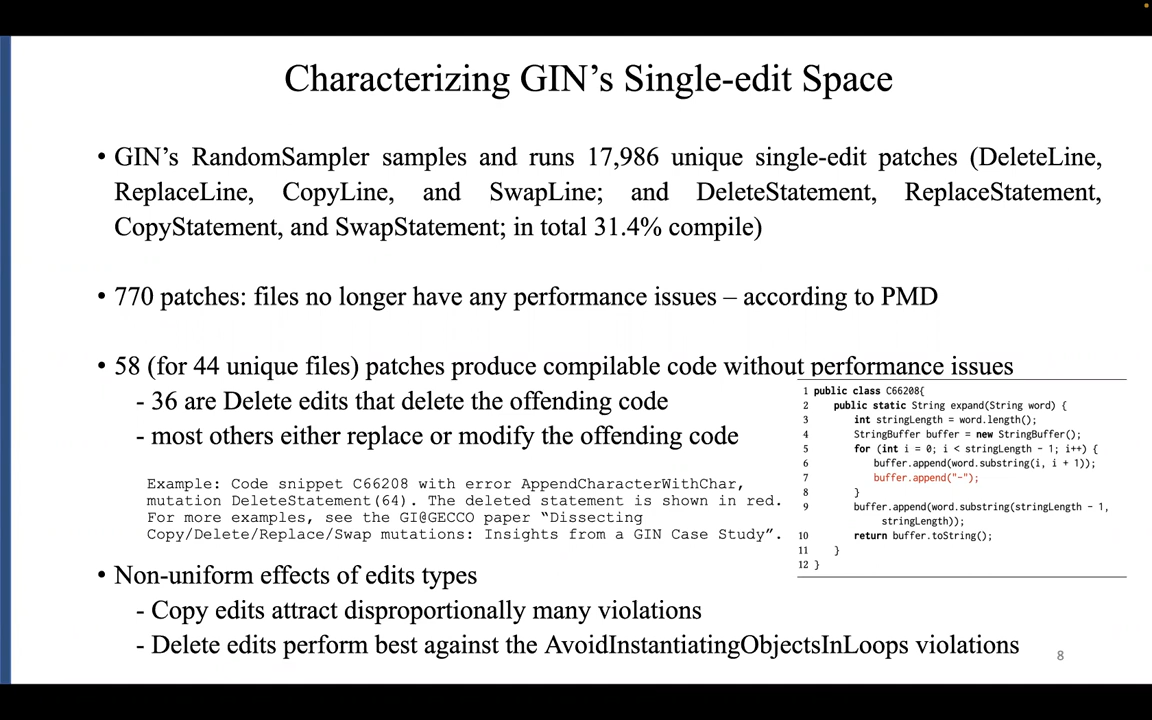 Characterizing GIN's Single-edit Space
• GIN's RandomSampler samples and runs 17,986 unique single-edit patches (DeleteLine,
ReplaceLine, CopyLine, and SwapLine; and DeleteStatement, ReplaceStatement,
CopyStatement, and SwapStatement; in total 31.4% compile)
• 770 patches: files no longer have any performance issues – according to PMD
• 58 (for 44 unique files) patches produce compilable code without performance issues
- 36 are Delete edits that delete the offending code
- most others either replace or modify the offending code
Example: Code snippet C66208 with error AppendCharacterWithChar,
mutation DeleteStatement(64). The deleted statement is shown in red.
For more examples, see the GI@GECCO paper “Dissecting
Copy/Delete/Replace/Swap mutations: Insights from a GIN Case Study”.
1 public class C66208{
2 public static String expand(String word) {
3 int stringLength = word.length();
4 StringBuffer buffer = new StringBuffer();
5 for (int i = 0; i < stringLength - 1; i++) {
6 buffer.append(word.substring(i, i + 1));
7 buffer.append("-");
8 }
9 buffer.append(word.substring(stringLength - 1,
stringLength));
10 return buffer.toString();
11 }
12 }
• Non-uniform effects of edits types
- Copy edits attract disproportionally many violations
- Delete edits perform best against the AvoidInstantiatingObjectsInLoops violations
8